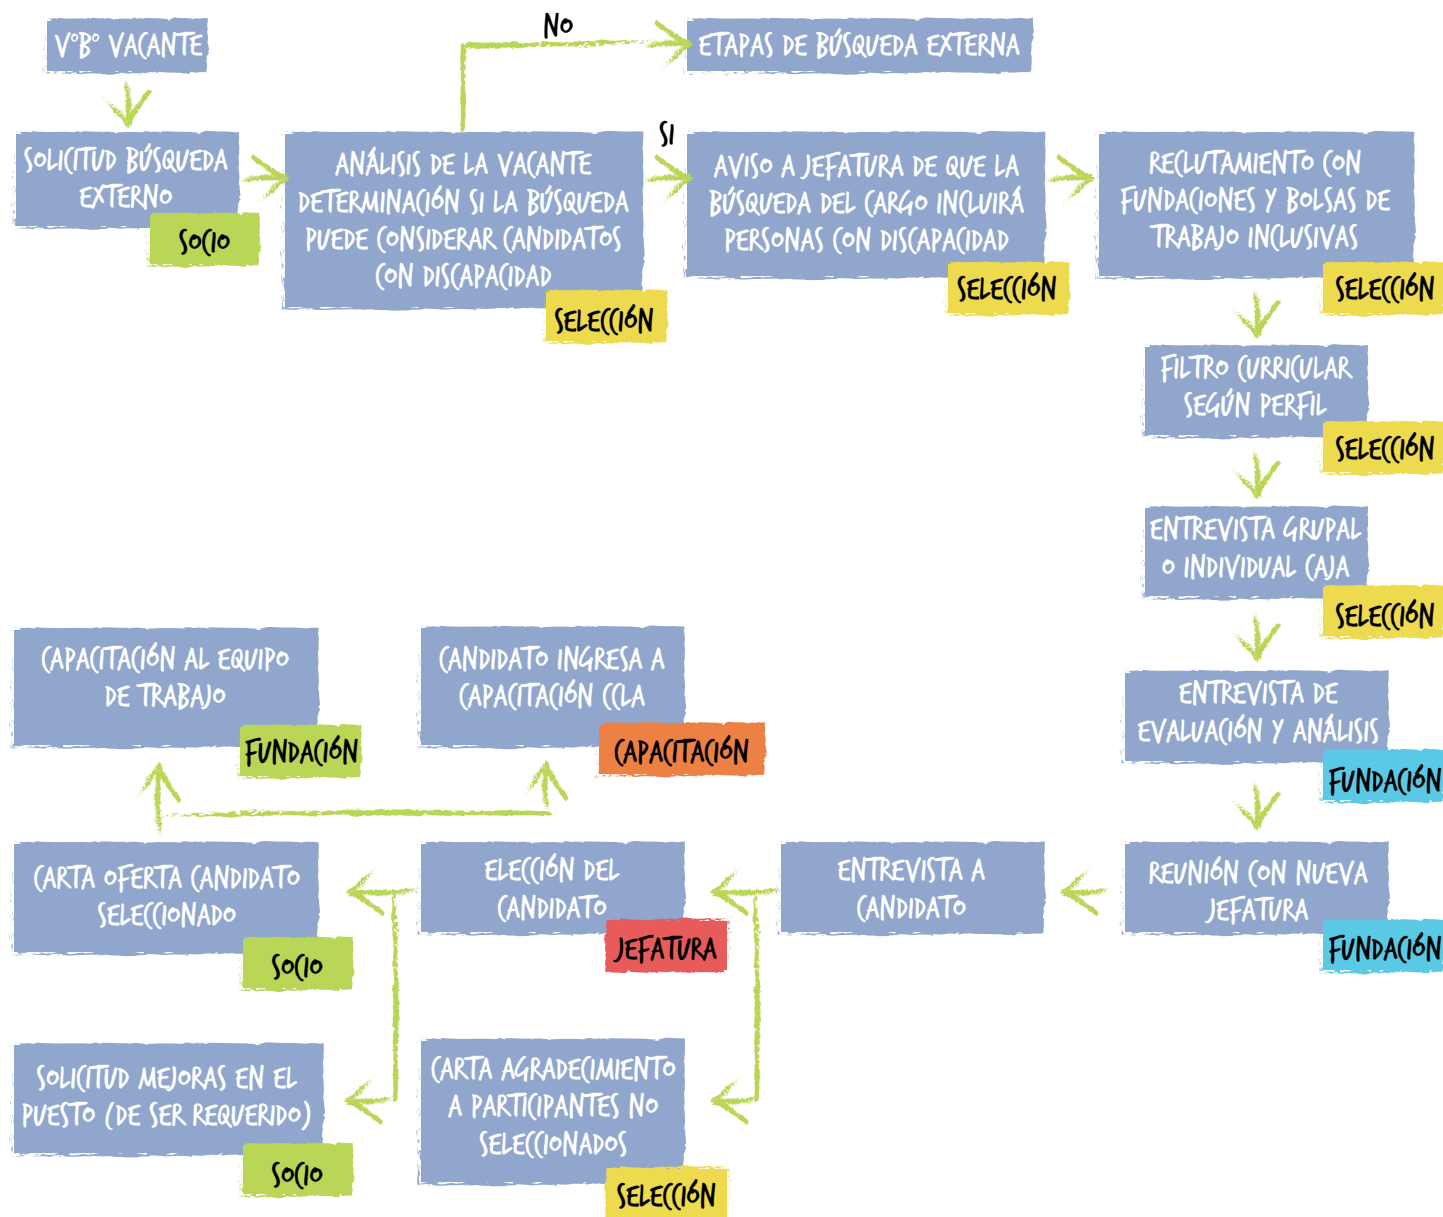 V°B° VACANTE
NO
ETAPAS DE BÚSQUEDA EXTERNA
SOLICITUD BÚSQUEDA
EXTERNO
SOCIO
ANÁLISIS DE LA VACANTE
DETERMINACIÓN SI LA BÚSQUEDA
PUEDE CONSIDERAR CANDIDATOS
CON DISCAPACIDAD
SELECCIÓN
SI
AVISO A JEFATURA DE QUE LA
BÚSQUEDA DEL CARGO INCLUIRÁ
PERSONAS CON DISCAPACIDAD
SELECCIÓN
RECLUTAMIENTO CON
FUNDACIONES Y BOLSAS DE
TRABAJO INCLUSIVAS
SELECCIÓN
FILTRO CURRICULAR
SEGÚN PERFIL
SELECCIÓN
ENTREVISTA GRUPAL
O INDIVIDUAL CAJA
SELECCIÓN
ENTREVISTA DE
EVALUACIÓN Y ANÁLISIS
FUNDACIÓN
REUNIÓN CON NUEVA
JEFATURA
FUNDACIÓN
ENTREVISTA A
CANDIDATO
ELECCIÓN DEL
CANDIDATO
JEFATURA
CARTA AGRADECIMIENTO
A PARTICIPANTES NO
SELECCIONADOS
SELECCIÓN
CARTA OFERTA CANDIDATO
SELECCIONADO
SOCIO
SOLICITUD MEJORAS EN EL
PUESTO (DE SER REQUERIDO)
SOCIO
CAPACITACIÓN AL EQUIPO
DE TRABAJO
FUNDACIÓN
CANDIDATO INGRESA A
CAPACITACIÓN CCLA
CAPACITACIÓN